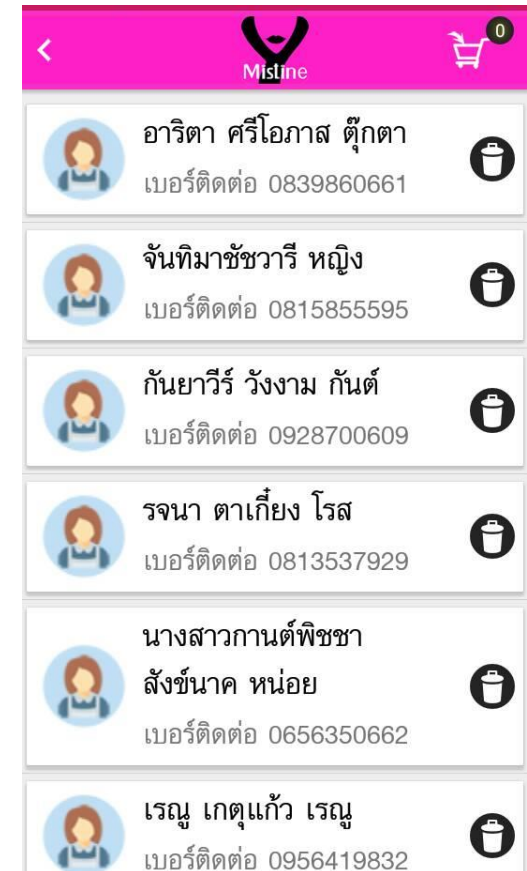 0
Mistine
อาริตา ศรีโอภาส ตุ๊กตา
เบอร์ติดต่อ 0839860661
จันทิมาชัชวารี หญิง
เบอร์ติดต่อ 0815855595
กันยาวีร์ วังงาม กันต์
เบอร์ติดต่อ 0928700609
รจนา ตาเกี๋ยง โรส
เบอร์ติดต่อ 0813537929
นางสาวกานต์พิชชา
สังข์นาค หน่อย
เบอร์ติดต่อ 0656350662
เรณู เกตุแก้ว เรณู
เบอร์ติดต่อ 0956419832